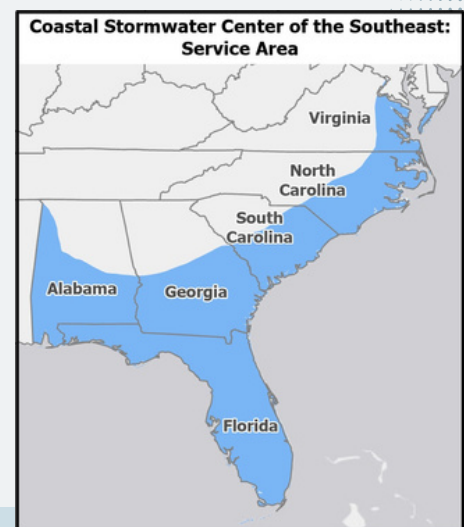 Coastal Stormwater Center of the Southeast:
Service Area
Virginia
North
Carolina
South
Carolina
Alabama
Georgia
Florida